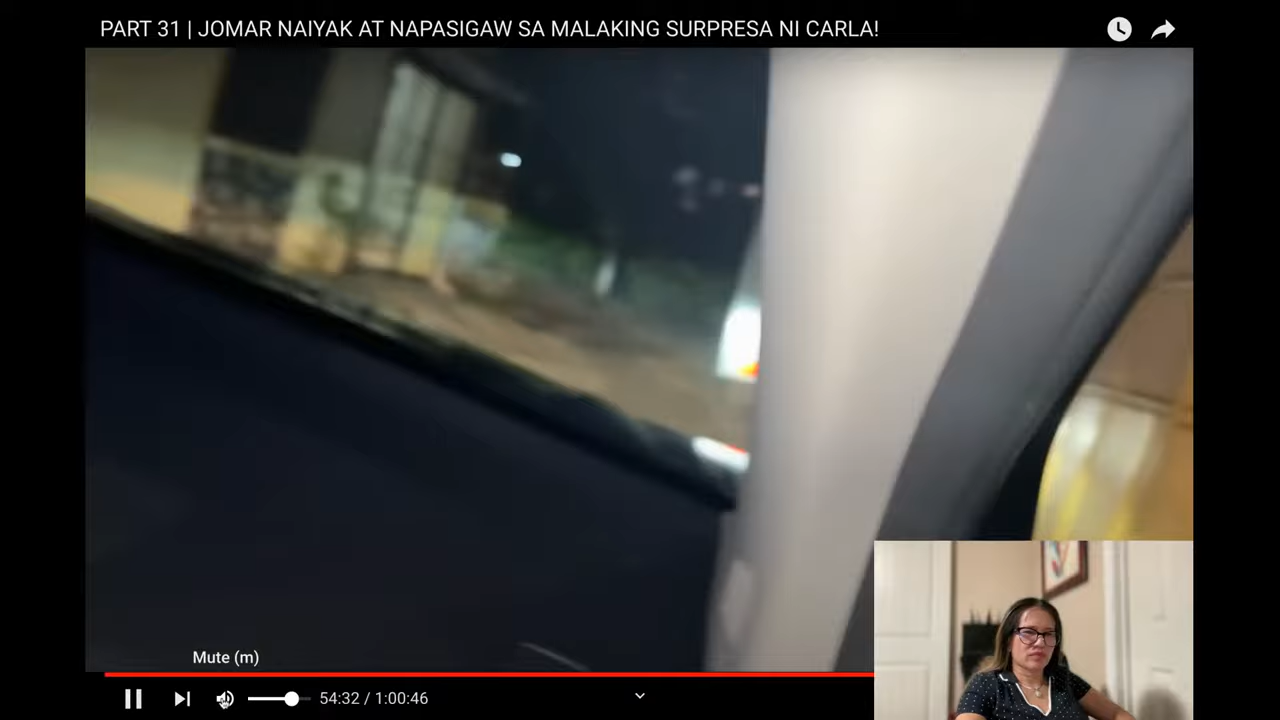 PART 31 | JOMAR NAIYAK AT NAPASIGAW SA MALAKING SURPRESA NI CARLA!
Mute (m)
54:32 / 1:00:46